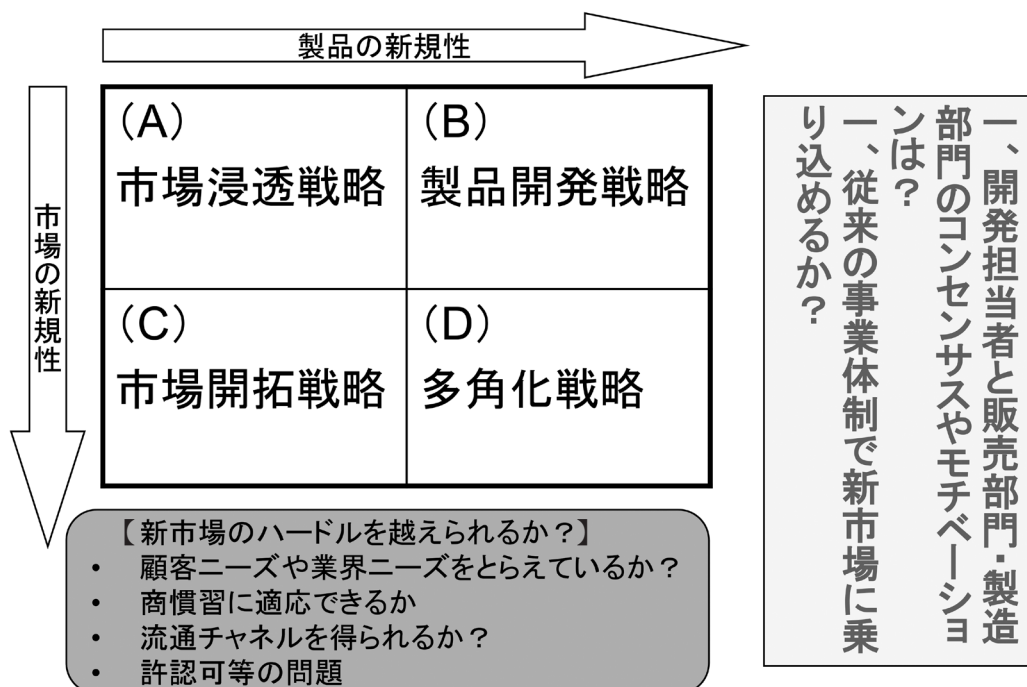 製品の新規性
市場の新規性
（A）
市場浸透戦略
（B）
製品開発戦略
（C）
市場開拓戦略
（D）
多角化戦略
【新市場のハードルを越えられるか？】
• 顧客ニーズや業界ニーズをとらえているか？
• 商慣習に適応できるか
• 流通チャネルを得られるか？
• 許認可等の問題
一、開発担当者と販売部門・製造
部門のコンセンサスやモチベーショ
ンは？
一、従来の事業体制で新市場に乗
り込めるか？